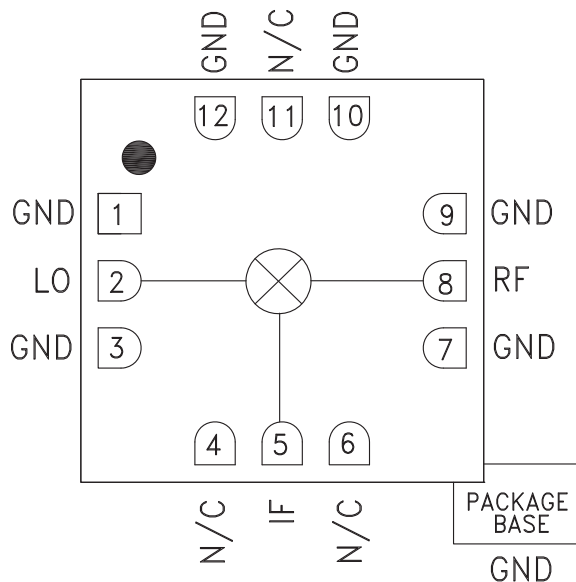 GND
N/C
GND
12
11
10
GND
1
9
GND
LO
2
8
RF
GND
3
7
GND
4
5
6
N/C
IF
N/C
PACKAGE
BASE
GND